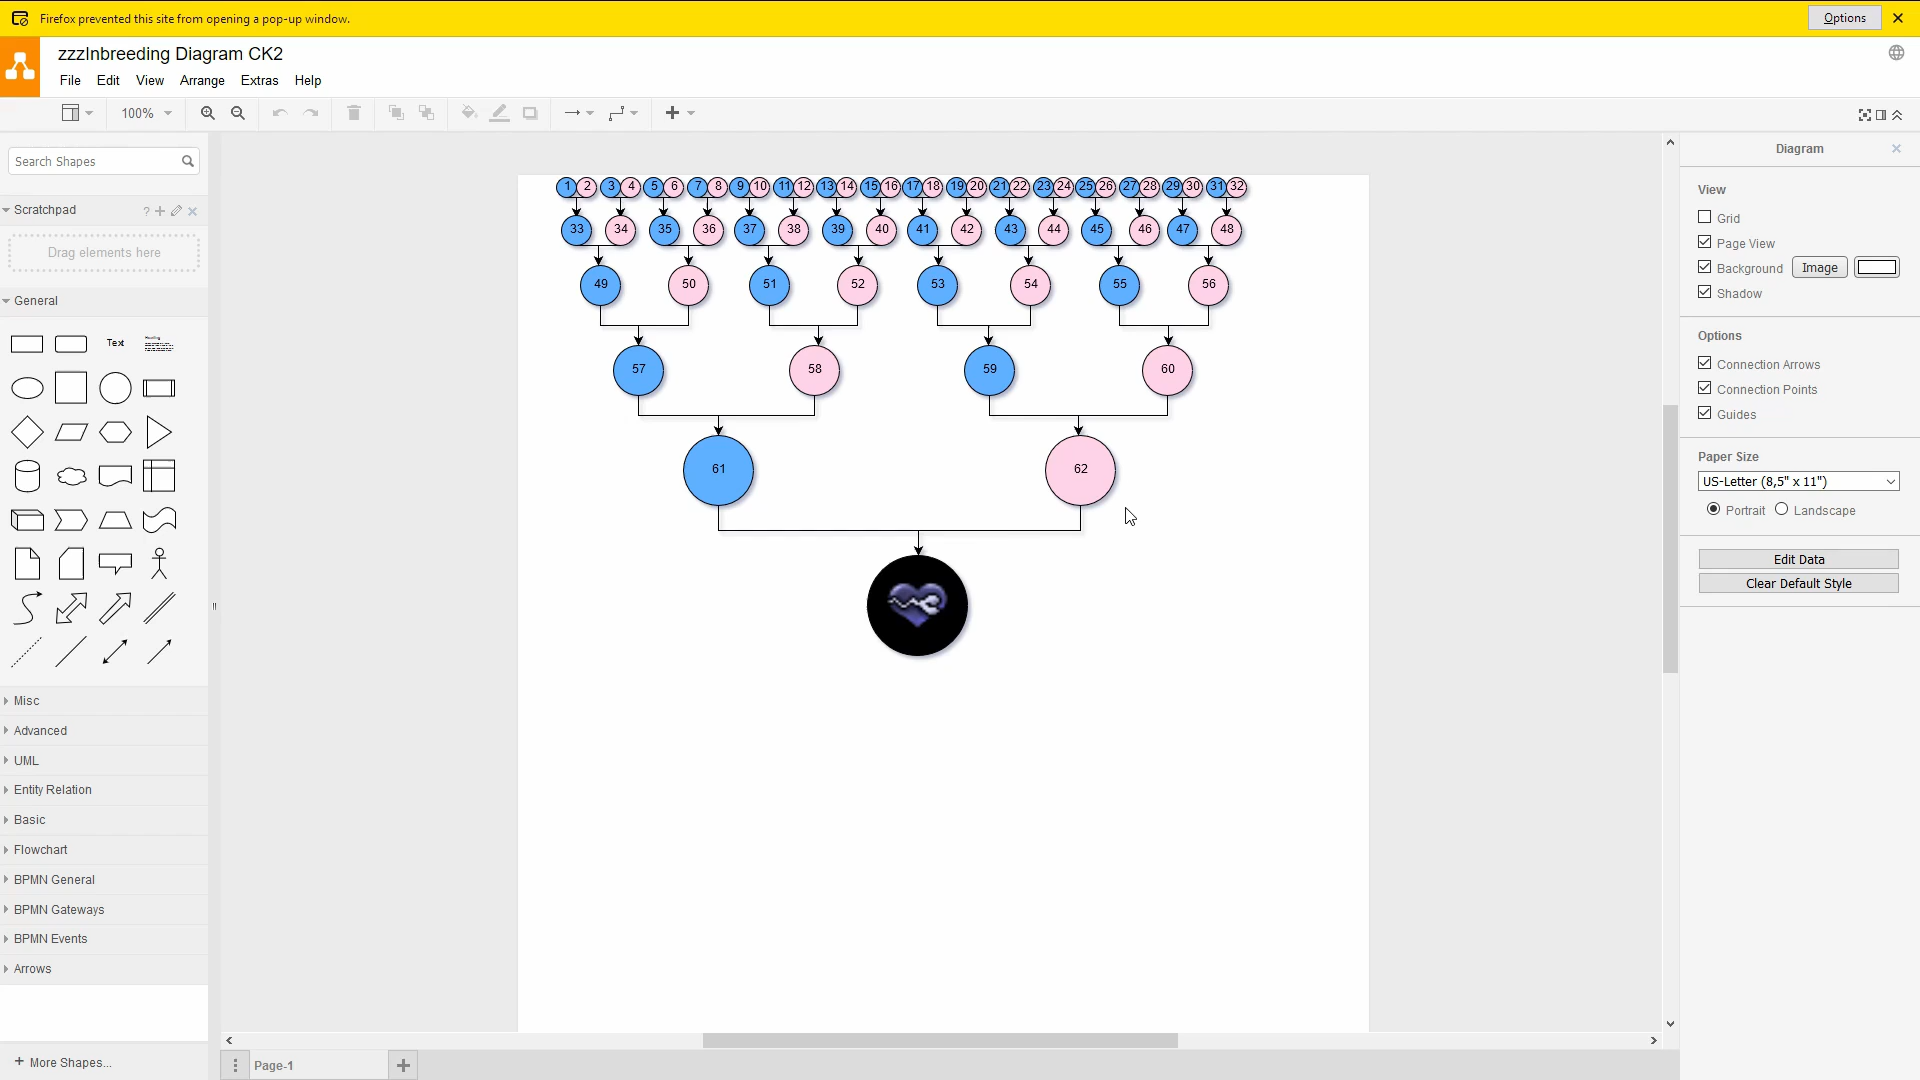 Firefox prevented this site from opening a pop-up window.
Options
zzzInbreeding Diagram CK2
File Edit View Arrange Extras Help
100%
Search Shapes
Scratchpad
?
Drag elements here
General
Text
Misc
Advanced
UML
Entity Relation
Basic
Flowchart
BPMN General
BPMN Gateways
BPMN Events
Arrows
More Shapes...
1 2 3 4 5 6 7 8 9 10 11 12 13 14 15 16 17 18 19 20 21 22 23 24 25 26 27 28 29 30 31 32
33 34 35 36 37 38 39 40 41 42 43 44 45 46 47 48
49 50 51 52 53 54 55 56
57 58 59 60
61 62
Page-1
Diagram
View
Grid
Page View
Background Image
Shadow
Options
Connection Arrows
Connection Points
Guides
Paper Size
US-Letter (8,5" x 11")
Portrait Landscape
Edit Data
Clear Default Style